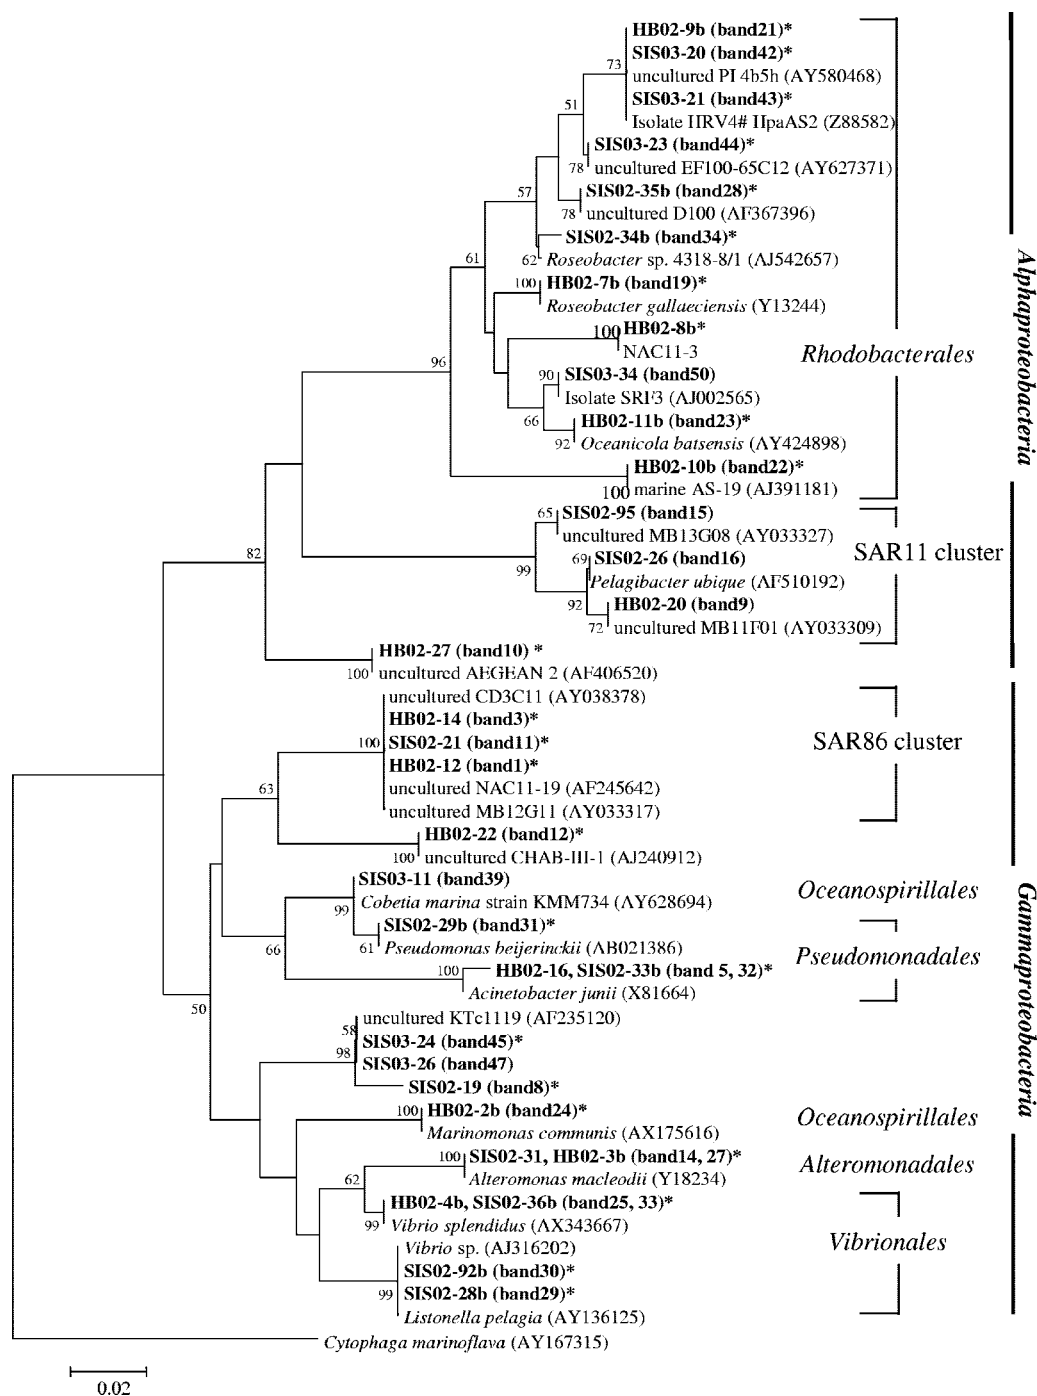 HB02-9b (band21)*
SIS03-20 (band42)*
73
uncultured PI 4b5h (AY580468)
SIS03-21 (band43)*
51
Isolate HRV4# HpaAS2 (Z88582)
SIS03-23 (band44)*
78
uncultured EF100-65C12 (AY627371)
57
SIS02-35b (band28)*
78
uncultured D100 (AF367396)
SIS02-34b (band34)*
62
Roseobacter sp. 4318-8/1 (AJ542657)
61
100
HB02-7b (band19)*
Roseobacter gallaeciensis (Y13244)
100
HB02-8b*
NAC11-3
Rhodobacterales
96
90
SIS03-34 (band50)
Isolate SRF3 (AJ002565)
66
HB02-11b (band23)*
92
Oceanicola batsensis (AY424898)
HB02-10b (band22)*
100
marine AS-19 (AJ391181)
Alphaproteobacteria
65
SIS02-95 (band15)
uncultured MB13G08 (AY033327)
SAR11 cluster
82
99
69
SIS02-26 (band16)
Pelagibacter ubique (AF510192)
92
HB02-20 (band9)
72
uncultured MB11F01 (AY033309)
HB02-27 (band10) *
100
uncultured AEGEAN 2 (AF406520)
uncultured CD3C11 (AY038378)
HB02-14 (band3)*
100
SIS02-21 (band11)*
SAR86 cluster
HB02-12 (band1)*
63
uncultured NAC11-19 (AF245642)
uncultured MB12G11 (AY033317)
HB02-22 (band12)*
100
uncultured CHAB-III-1 (AJ240912)
SIS03-11 (band39)
Oceanospirillales
99
Cobetia marina strain KMM734 (AY628694)
SIS02-29b (band31)*
61
Pseudomonas beijerinckii (AB021386)
66
Pseudomonadales
100
HB02-16, SIS02-33b (band 5, 32)*
Acinetobacter junii (X81664)
50
Gammaproteobacteria
uncultured KTc1119 (AF235120)
58
SIS03-24 (band45)*
98
SIS03-26 (band47)
SIS02-19 (band8)*
100
HB02-2b (band24)*
Oceanospirillales
Marinomonas communis (AX175616)
100
SIS02-31, HB02-3b (band14, 27)*
Alteromonadales
62
Alteromonas macleodii (Y18234)
HB02-4b, SIS02-36b (band25, 33)*
99
Vibrio splendidus (AX343667)
Vibrionales
Vibrio sp. (AJ316202)
SIS02-92b (band30)*
99
SIS02-28b (band29)*
Listonella pelagia (AY136125)
Cytophaga marinoflava (AY167315)
0.02